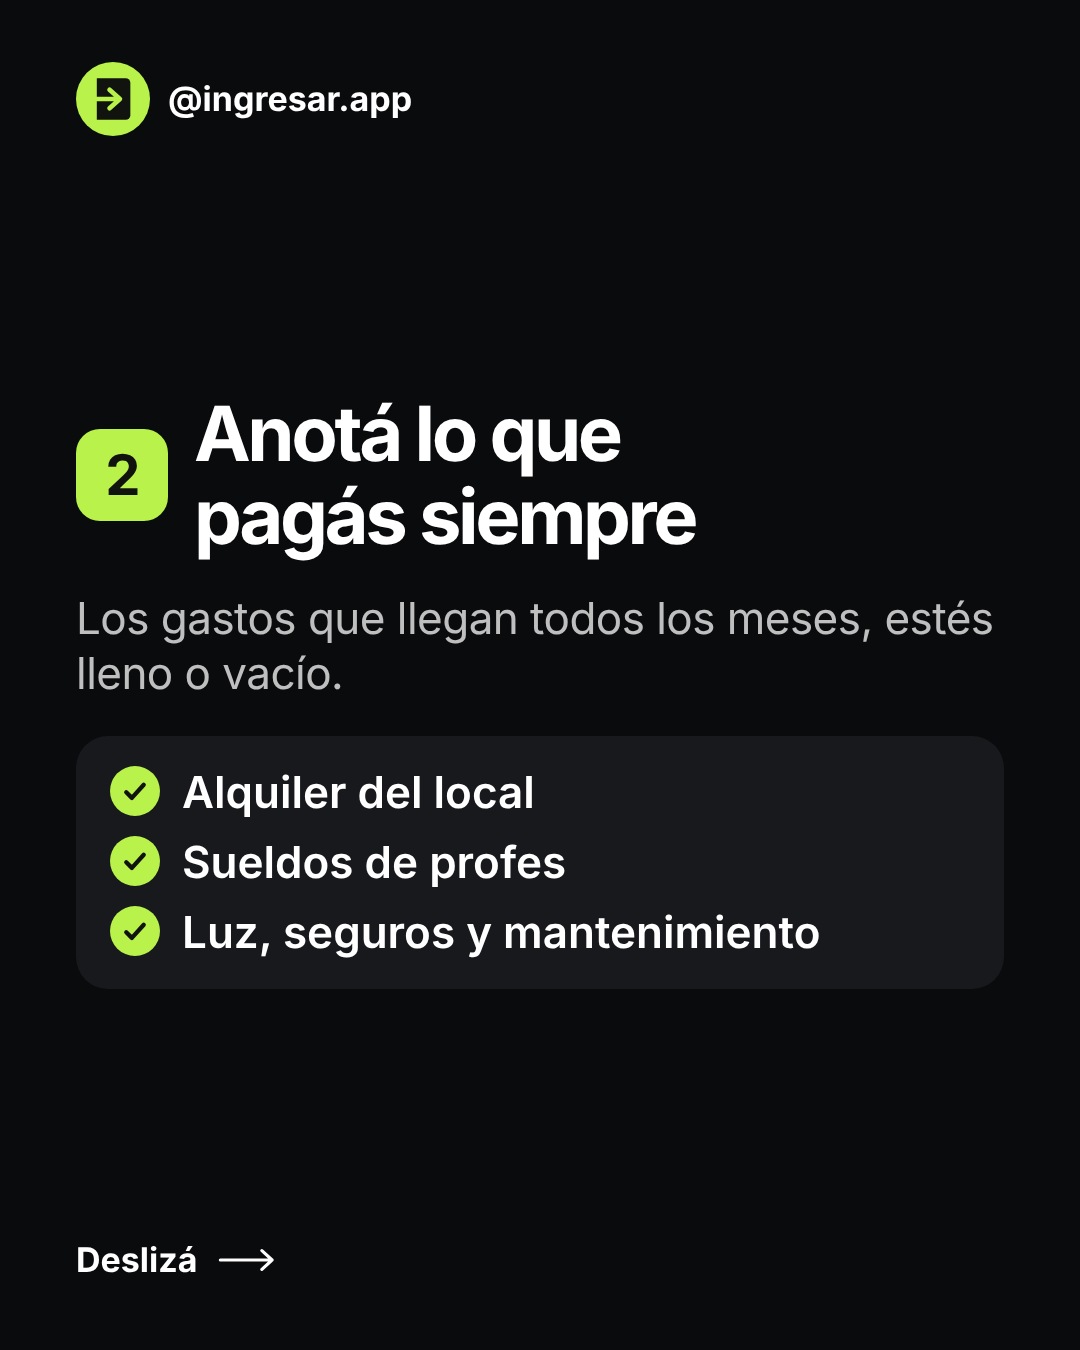 @ingresar.app
2
Anotá lo que
pagás siempre
Los gastos que llegan todos los meses, estés
lleno o vacío.
Alquiler del local
Sueldos de profes
Luz, seguros y mantenimiento
Deslizá